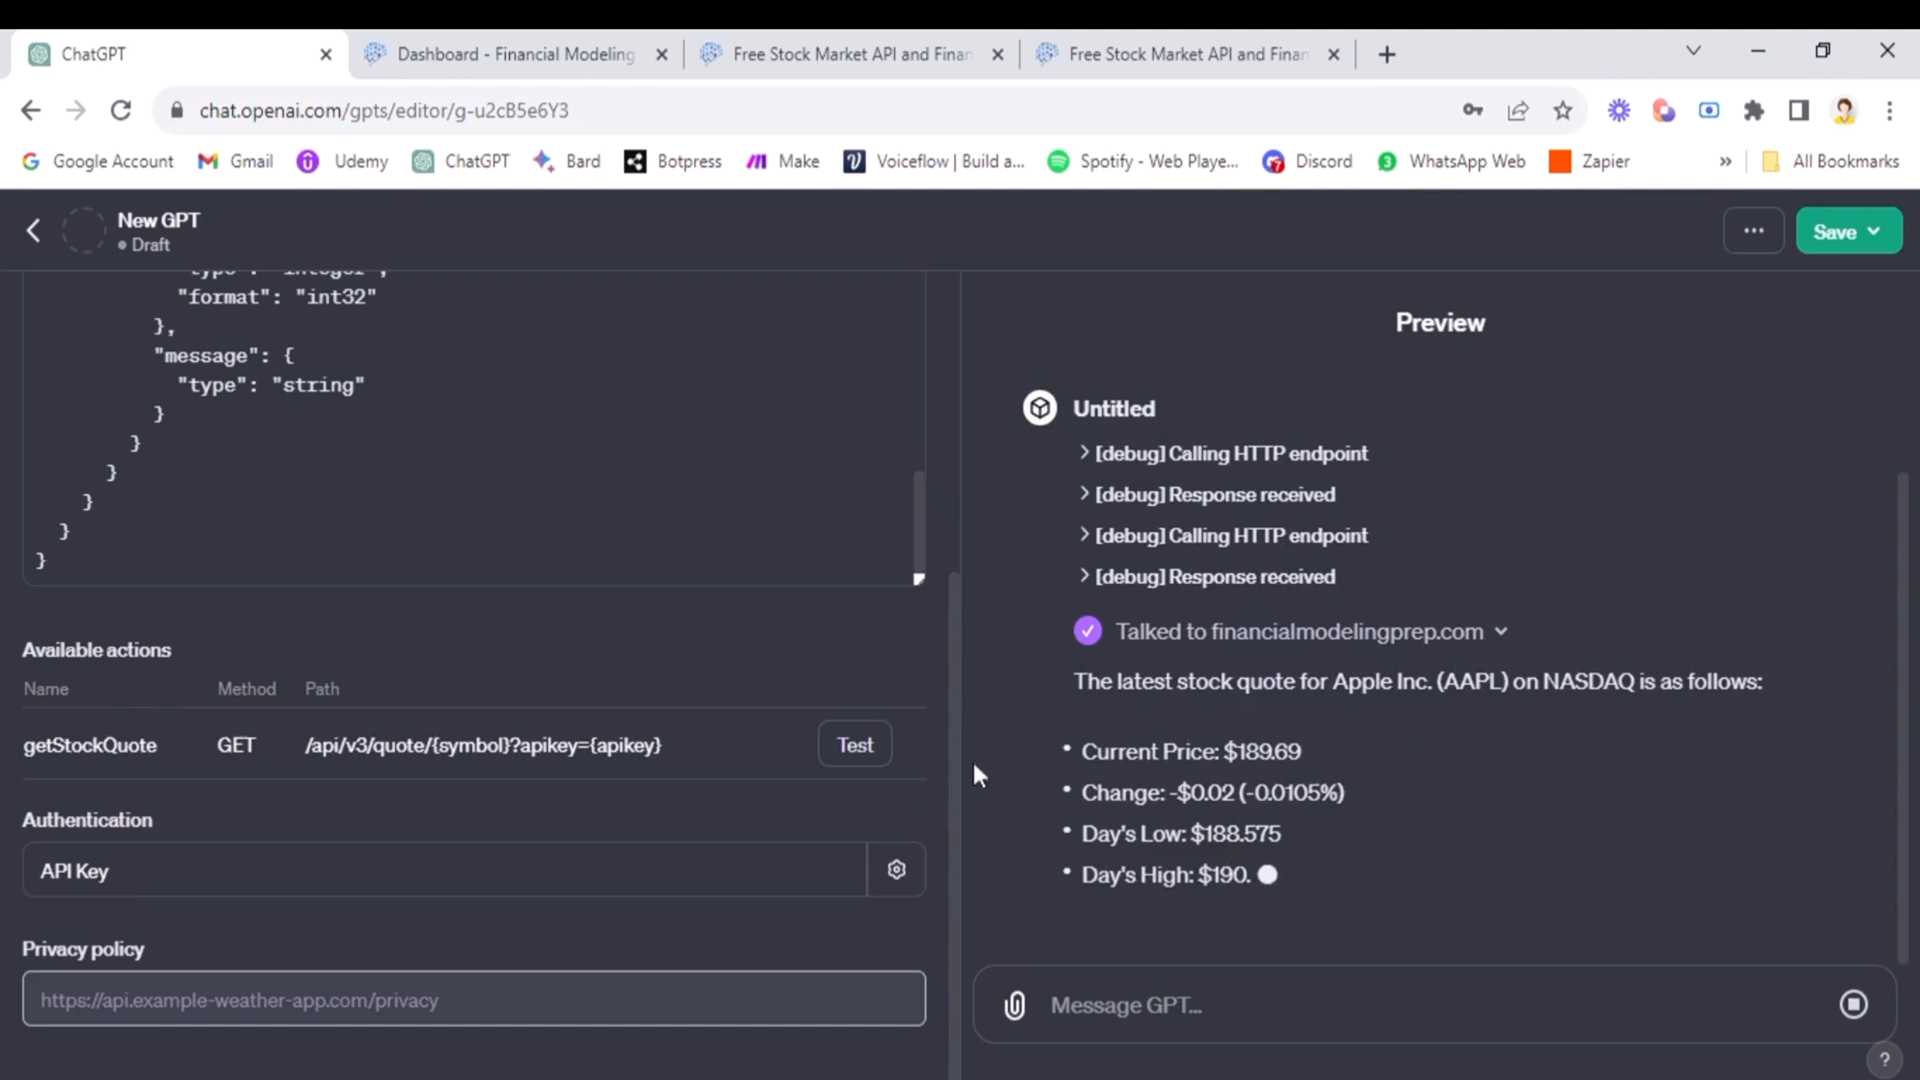 ChatGPT
Dashboard - Financial Modeling
Free Stock Market API and Finan
Free Stock Market API and Finan
chat.openai.com/gpts/editor/g-u2cB5e6Y3
Google Account
Gmail
Udemy
ChatGPT
Bard
Botpress
Make
Voiceflow | Build a...
Spotify - Web Playe...
Discord
WhatsApp Web
Zapier
»
All Bookmarks
New GPT
Draft
...
Save
"type": "integer",
"format": "int32"
},
"message": {
"type": "string"
}
}
}
}
}
}
Available actions
Name Method Path
getStockQuote GET /api/v3/quote/{symbol}?apikey={apikey} Test
Authentication
API Key
Privacy policy
https://api.example-weather-app.com/privacy
Preview
Untitled
[debug] Calling HTTP endpoint
[debug] Response received
[debug] Calling HTTP endpoint
[debug] Response received
Talked to financialmodelingprep.com
The latest stock quote for Apple Inc. (AAPL) on NASDAQ is as follows:
• Current Price: $189.69
• Change: -$0.02 (-0.0105%)
• Day's Low: $188.575
• Day's High: $190.
Message GPT...
?